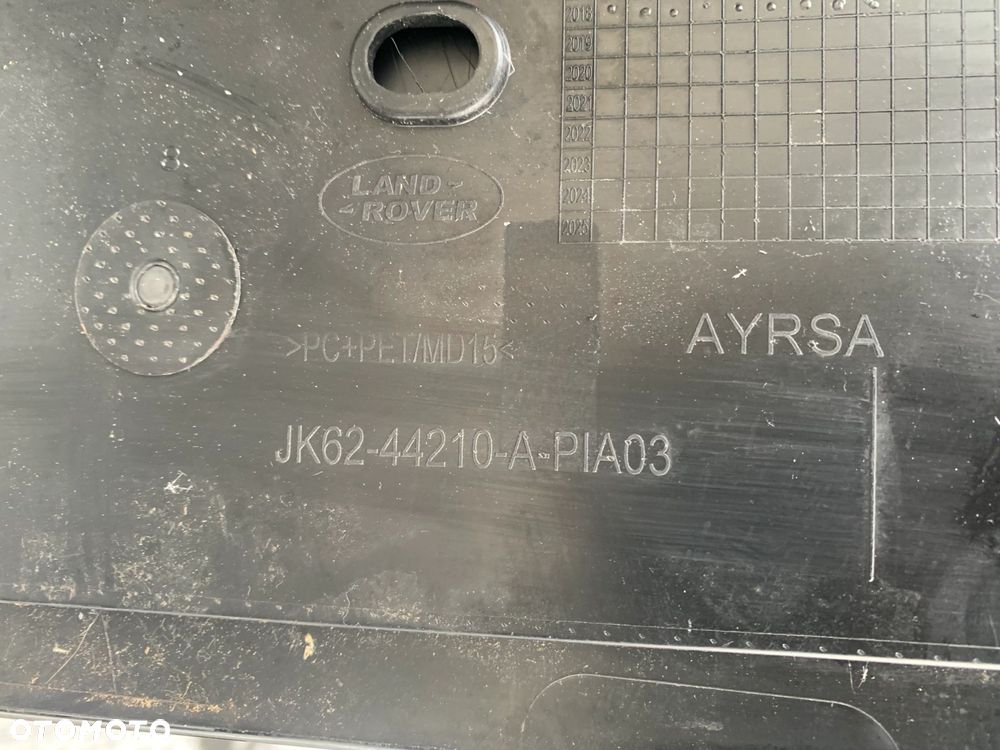 2018
2019
2020
2021
2022
2023
2024
2025
8
LAND
ROVER
AYRSA
>PC+PET/MD15<
JK62-44210-A PIA03
OTOMOTO